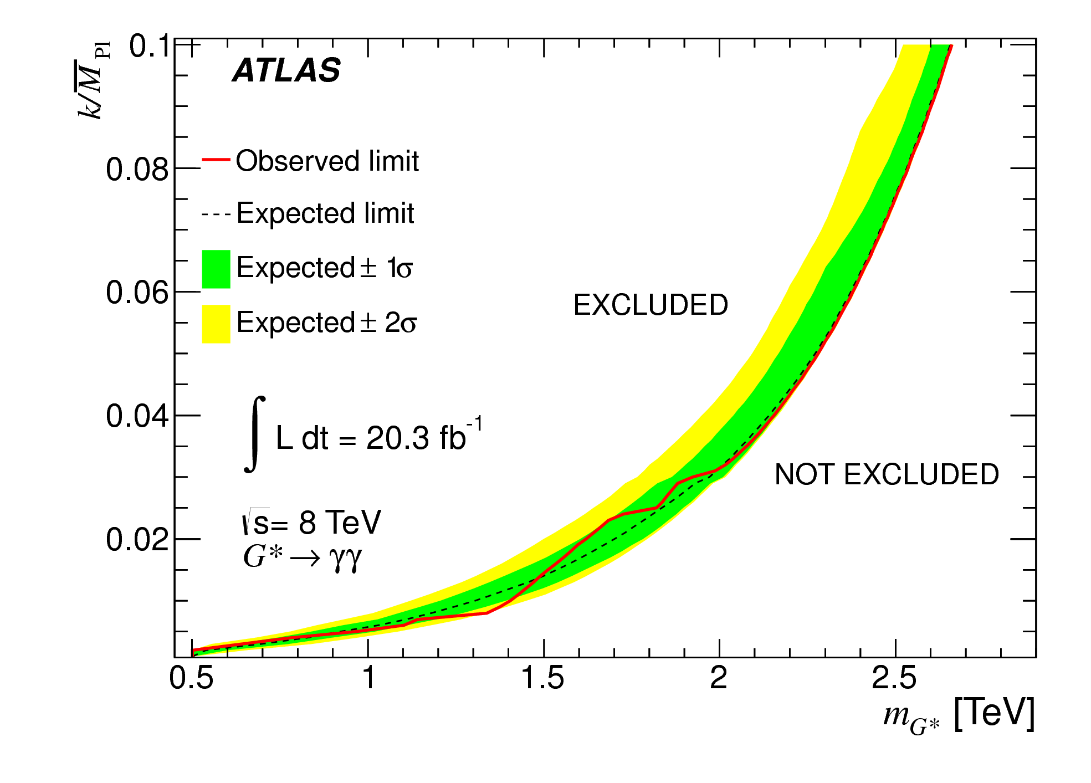 k/M̅_Pl
0.1
0.08
0.06
0.04
0.02
ATLAS
Observed limit
Expected limit
Expected ± 1σ
Expected ± 2σ
EXCLUDED
∫ L dt = 20.3 fb⁻¹
NOT EXCLUDED
√s = 8 TeV
G* → γγ
0.5 1 1.5 2 2.5
m_G* [TeV]